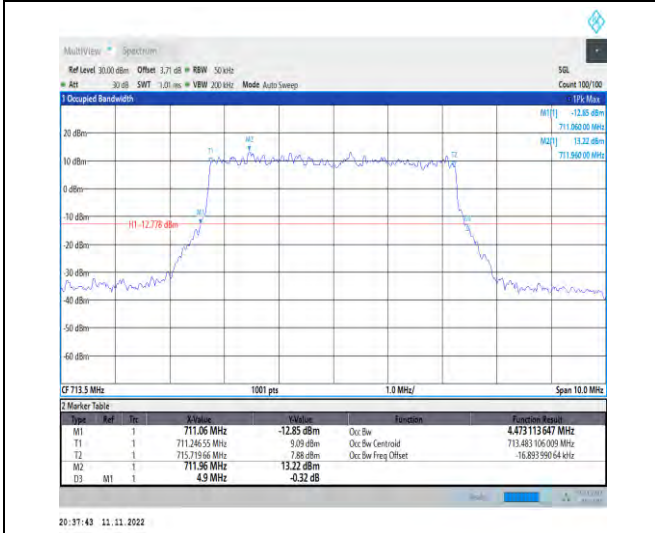 MultiView Spectrum
Ref Level 30.00 dBm Offset 3.71 dB RBW 50 kHz SGL
Att 30 dB SWT 1.01 ms VBW 200 kHz Mode Auto Sweep Count 100/100
1 Occupied Bandwidth 1Pk Max
M1[1] -12.85 dBm
711.060 00 MHz
M2[1] 13.22 dBm
711.960 00 MHz
20 dBm
M2
T1 T2
10 dBm
0 dBm
M1
-10 dBm
H1 -12.778 dBm
-20 dBm
-30 dBm
-40 dBm
-50 dBm
-60 dBm
CF 713.5 MHz 1001 pts 1.0 MHz/ Span 10.0 MHz
2 Marker Table
Type Ref Trc X-Value Y-Value Function Function Result
M1 1 711.06 MHz -12.85 dBm Occ Bw 4.473 113 647 MHz
T1 1 711.246 55 MHz 9.09 dBm Occ Bw Centroid 713.483 106 009 MHz
T2 1 715.719 66 MHz 7.88 dBm Occ Bw Freq Offset -16.893 990 64 kHz
M2 1 711.96 MHz 13.22 dBm
D3 M1 1 4.9 MHz -0.32 dB
20:37:43 11.11.2022